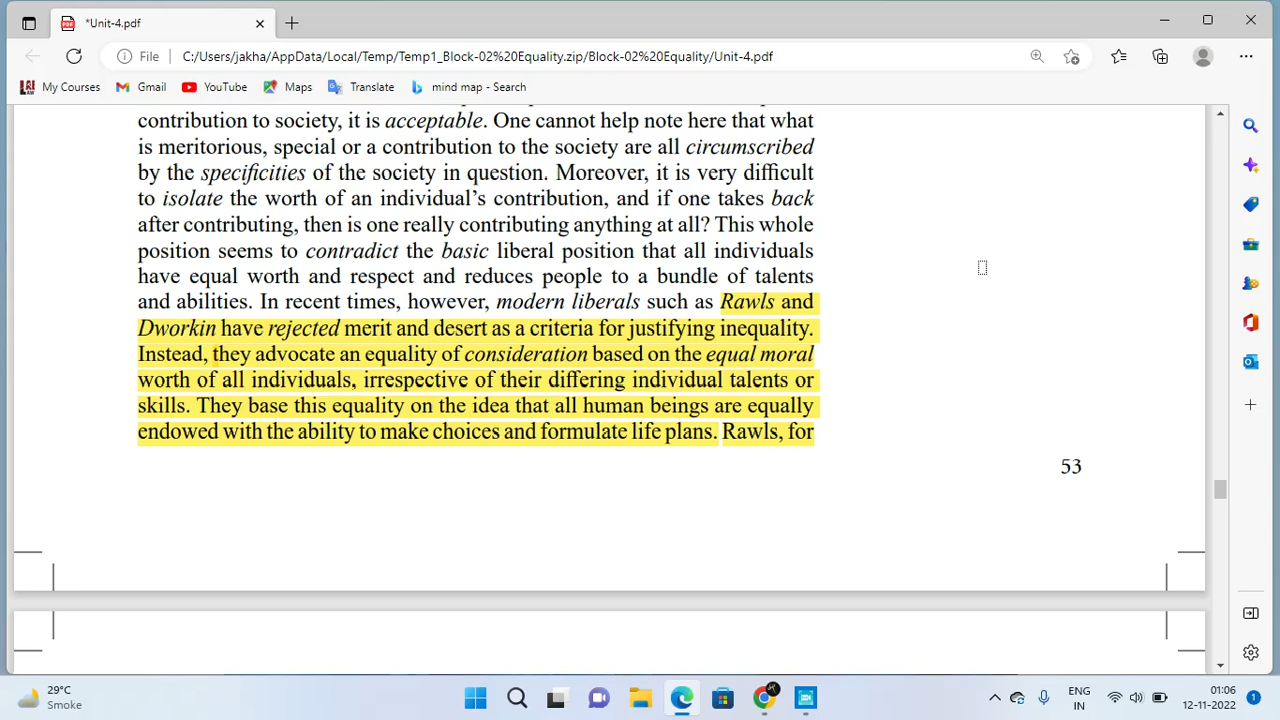 *Unit-4.pdf
File C:/Users/jakha/AppData/Local/Temp/Temp1_Block-02%20Equality.zip/Block-02%20Equality/Unit-4.pdf
My Courses Gmail YouTube Maps Translate mind map - Search
contribution to society, it is acceptable. One cannot help note here that what
is meritorious, special or a contribution to the society are all circumscribed
by the specificities of the society in question. Moreover, it is very difficult
to isolate the worth of an individual's contribution, and if one takes back
after contributing, then is one really contributing anything at all? This whole
position seems to contradict the basic liberal position that all individuals
have equal worth and respect and reduces people to a bundle of talents
and abilities. In recent times, however, modern liberals such as Rawls and
Dworkin have rejected merit and desert as a criteria for justifying inequality.
Instead, they advocate an equality of consideration based on the equal moral
worth of all individuals, irrespective of their differing individual talents or
skills. They base this equality on the idea that all human beings are equally
endowed with the ability to make choices and formulate life plans. Rawls, for
53
29°C
Smoke
ENG
IN
01:06
12-11-2022
1